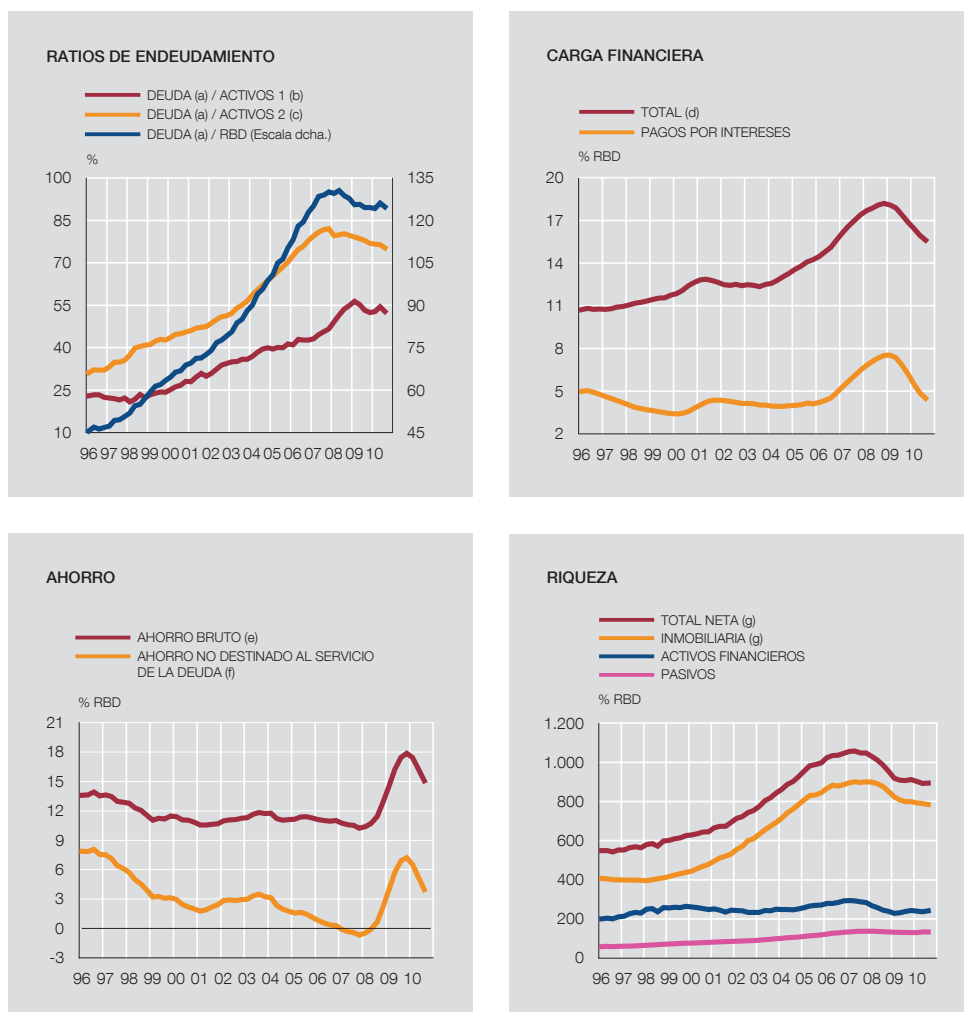 RATIOS DE ENDEUDAMIENTO
DEUDA (a) / ACTIVOS 1 (b)
DEUDA (a) / ACTIVOS 2 (c)
DEUDA (a) / RBD (Escala dcha.)
%
100 135
85 120
70 105
55 90
40 75
25 60
10 45
96 97 98 99 00 01 02 03 04 05 06 07 08 09 10
CARGA FINANCIERA
TOTAL (d)
PAGOS POR INTERESES
% RBD
20
17
14
11
8
5
2
96 97 98 99 00 01 02 03 04 05 06 07 08 09 10
AHORRO
AHORRO BRUTO (e)
AHORRO NO DESTINADO AL SERVICIO
DE LA DEUDA (f)
% RBD
21
18
15
12
9
6
3
0
-3
96 97 98 99 00 01 02 03 04 05 06 07 08 09 10
RIQUEZA
TOTAL NETA (g)
INMOBILIARIA (g)
ACTIVOS FINANCIEROS
PASIVOS
% RBD
1.200
1.000
800
600
400
200
0
96 97 98 99 00 01 02 03 04 05 06 07 08 09 10